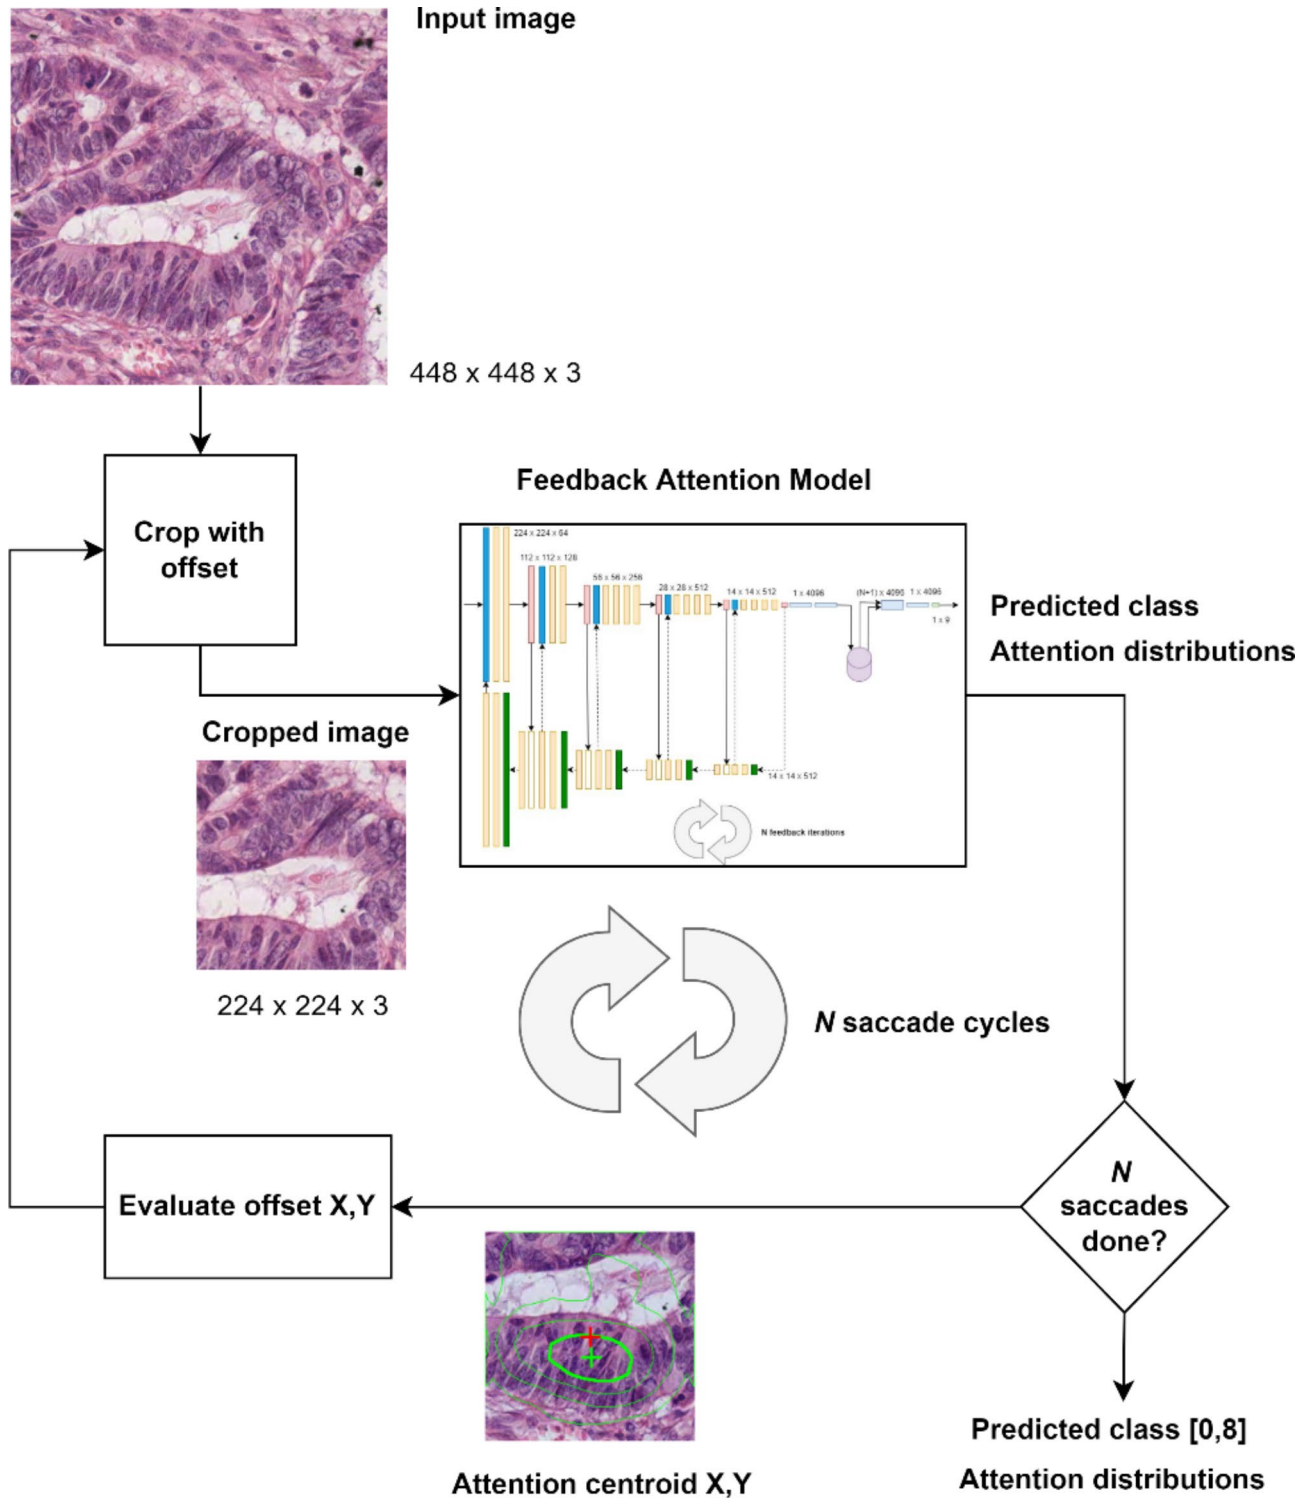 Input image
448 x 448 x 3
Crop with
offset
Feedback Attention Model
224 x 224 x 64
112 x 112 x 128
56 x 56 x 256
28 x 28 x 512
14 x 14 x 512
1 x 4096
(N+1) x 4096
1 x 4096
1 x 9
14 x 14 x 512
N feedback iterations
Predicted class
Attention distributions
Cropped image
224 x 224 x 3
N saccade cycles
Evaluate offset X,Y
N
saccades
done?
Attention centroid X,Y
Predicted class [0,8]
Attention distributions